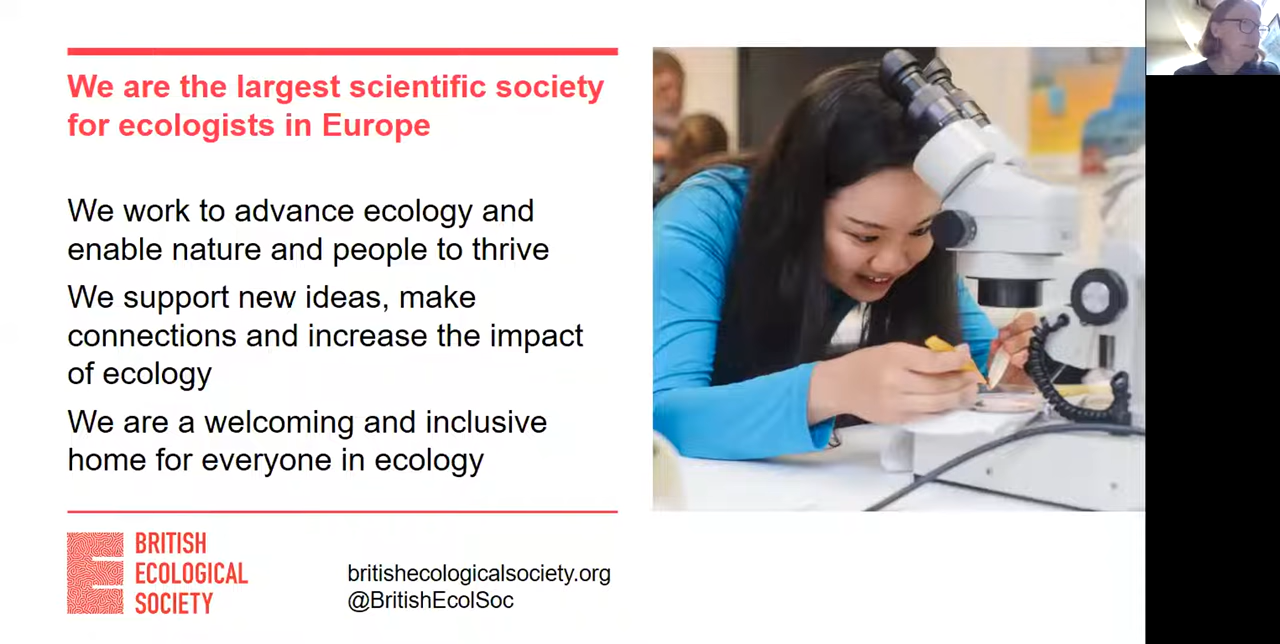 We are the largest scientific society
for ecologists in Europe
We work to advance ecology and
enable nature and people to thrive
We support new ideas, make
connections and increase the impact
of ecology
We are a welcoming and inclusive
home for everyone in ecology
BRITISH
ECOLOGICAL
SOCIETY
britishecologicalsociety.org
@BritishEcolSoc